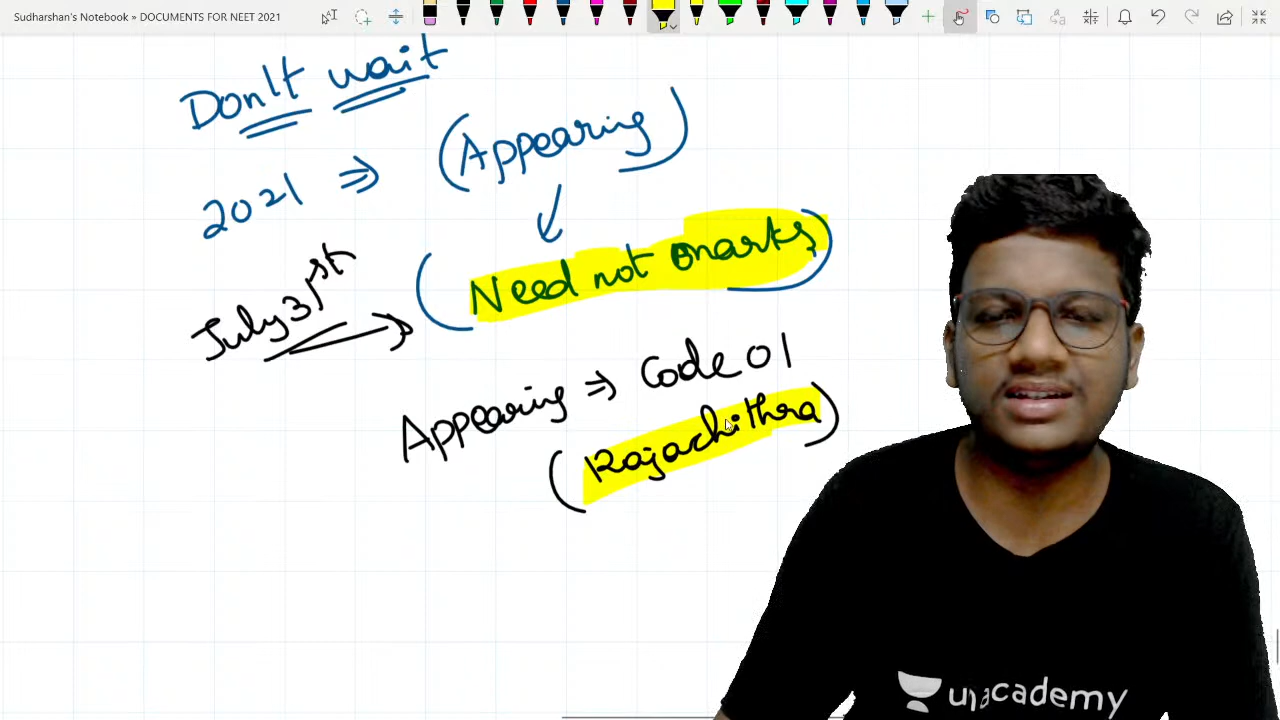 Sudharshan's Notebook » DOCUMENTS FOR NEET 2021
Don't wait
2021 ⇒ (Appearing)
(Need not marks)
July 31st
Appearing ⇒ Code 01
(Rajachithra)
unacademy